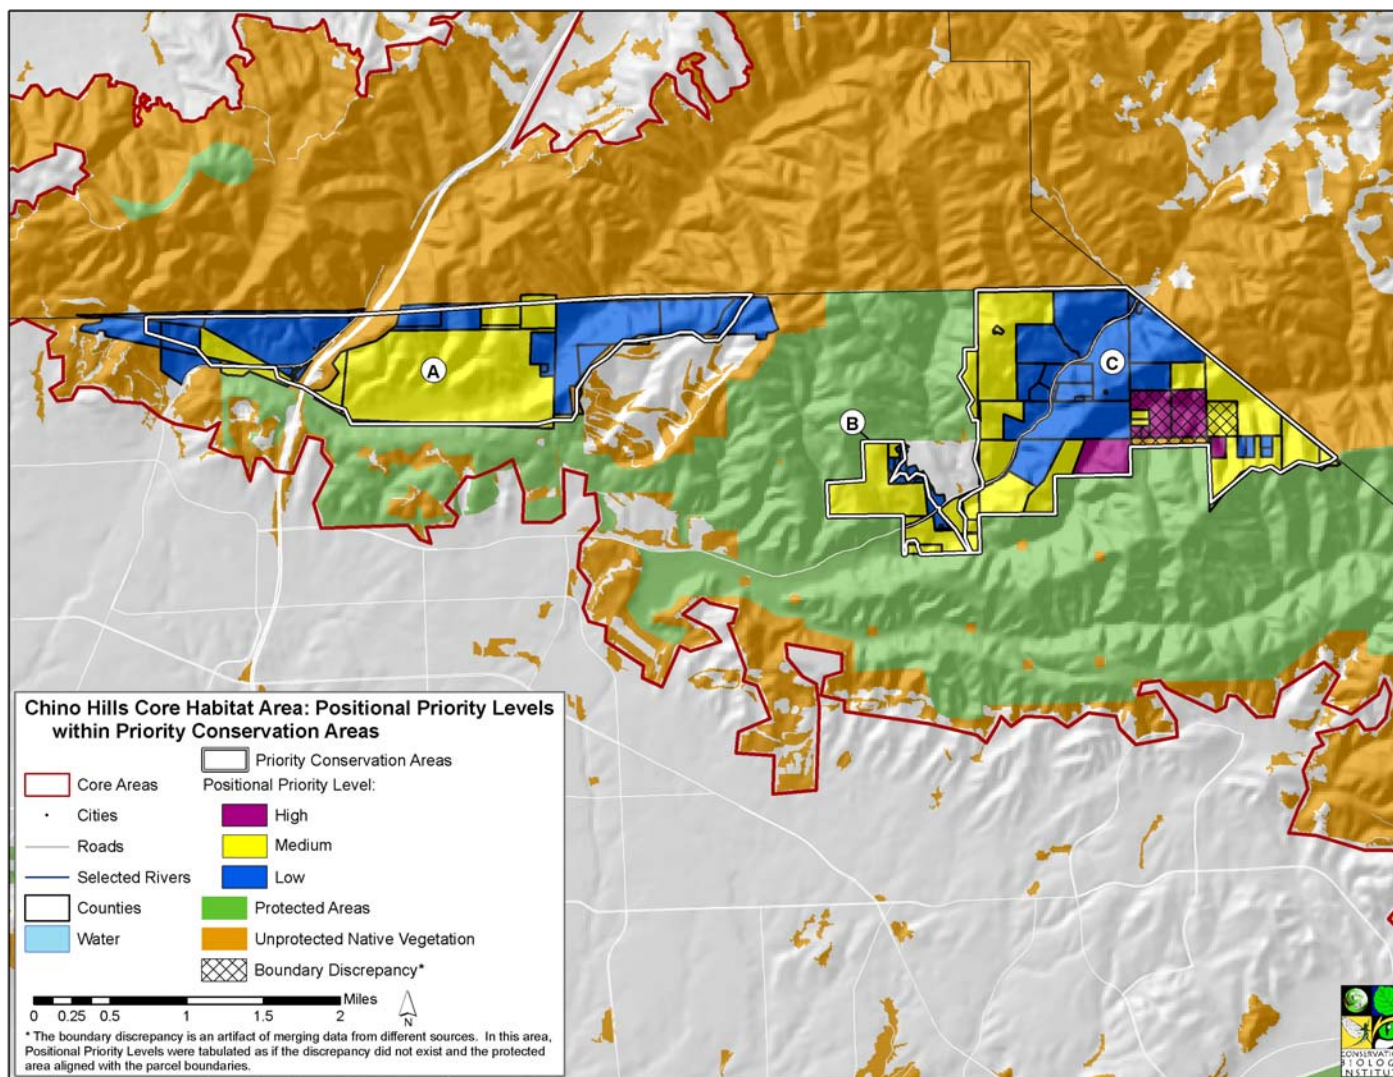 A
C
B
Chino Hills Core Habitat Area: Positional Priority Levels
within Priority Conservation Areas
Priority Conservation Areas
Core Areas
Positional Priority Level:
Cities
High
Roads
Medium
Selected Rivers
Low
Counties
Protected Areas
Water
Unprotected Native Vegetation
Boundary Discrepancy*
Miles
0 0.25 0.5 1 1.5 2
N
* The boundary discrepancy is an artifact of merging data from different sources. In this area,
Positional Priority Levels were tabulated as if the discrepancy did not exist and the protected
area aligned with the parcel boundaries.
CONSERVATI
BIOLOG
INSTITU